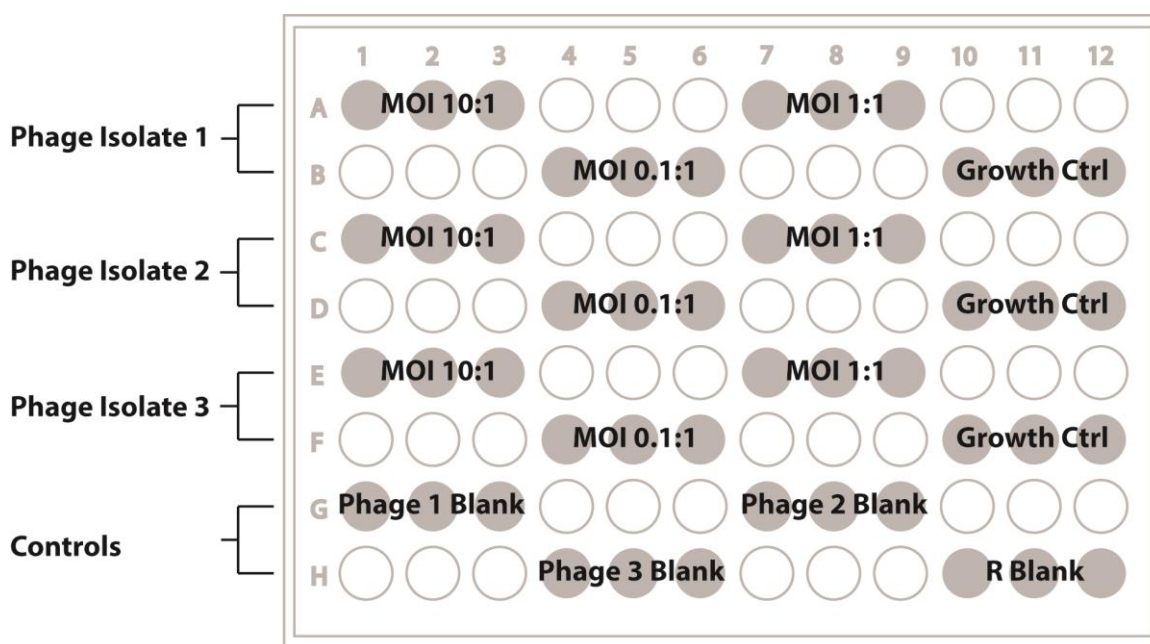 1 2 3 4 5 6 7 8 9 10 11 12
Phage Isolate 1
A MOI 10:1 MOI 1:1
B MOI 0.1:1 Growth Ctrl
Phage Isolate 2
C MOI 10:1 MOI 1:1
D MOI 0.1:1 Growth Ctrl
Phage Isolate 3
E MOI 10:1 MOI 1:1
F MOI 0.1:1 Growth Ctrl
Controls
G Phage 1 Blank Phage 2 Blank
H Phage 3 Blank R Blank